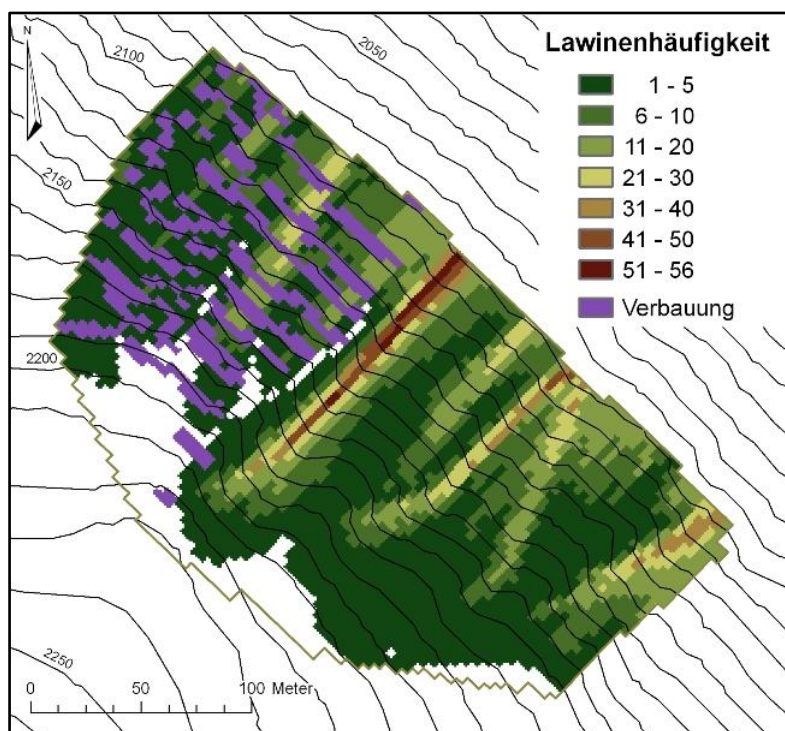 N
2100
2050
2150
2200
2250
Lawinenhäufigkeit
1 - 5
6 - 10
11 - 20
21 - 30
31 - 40
41 - 50
51 - 56
Verbauung
0 50 100 Meter